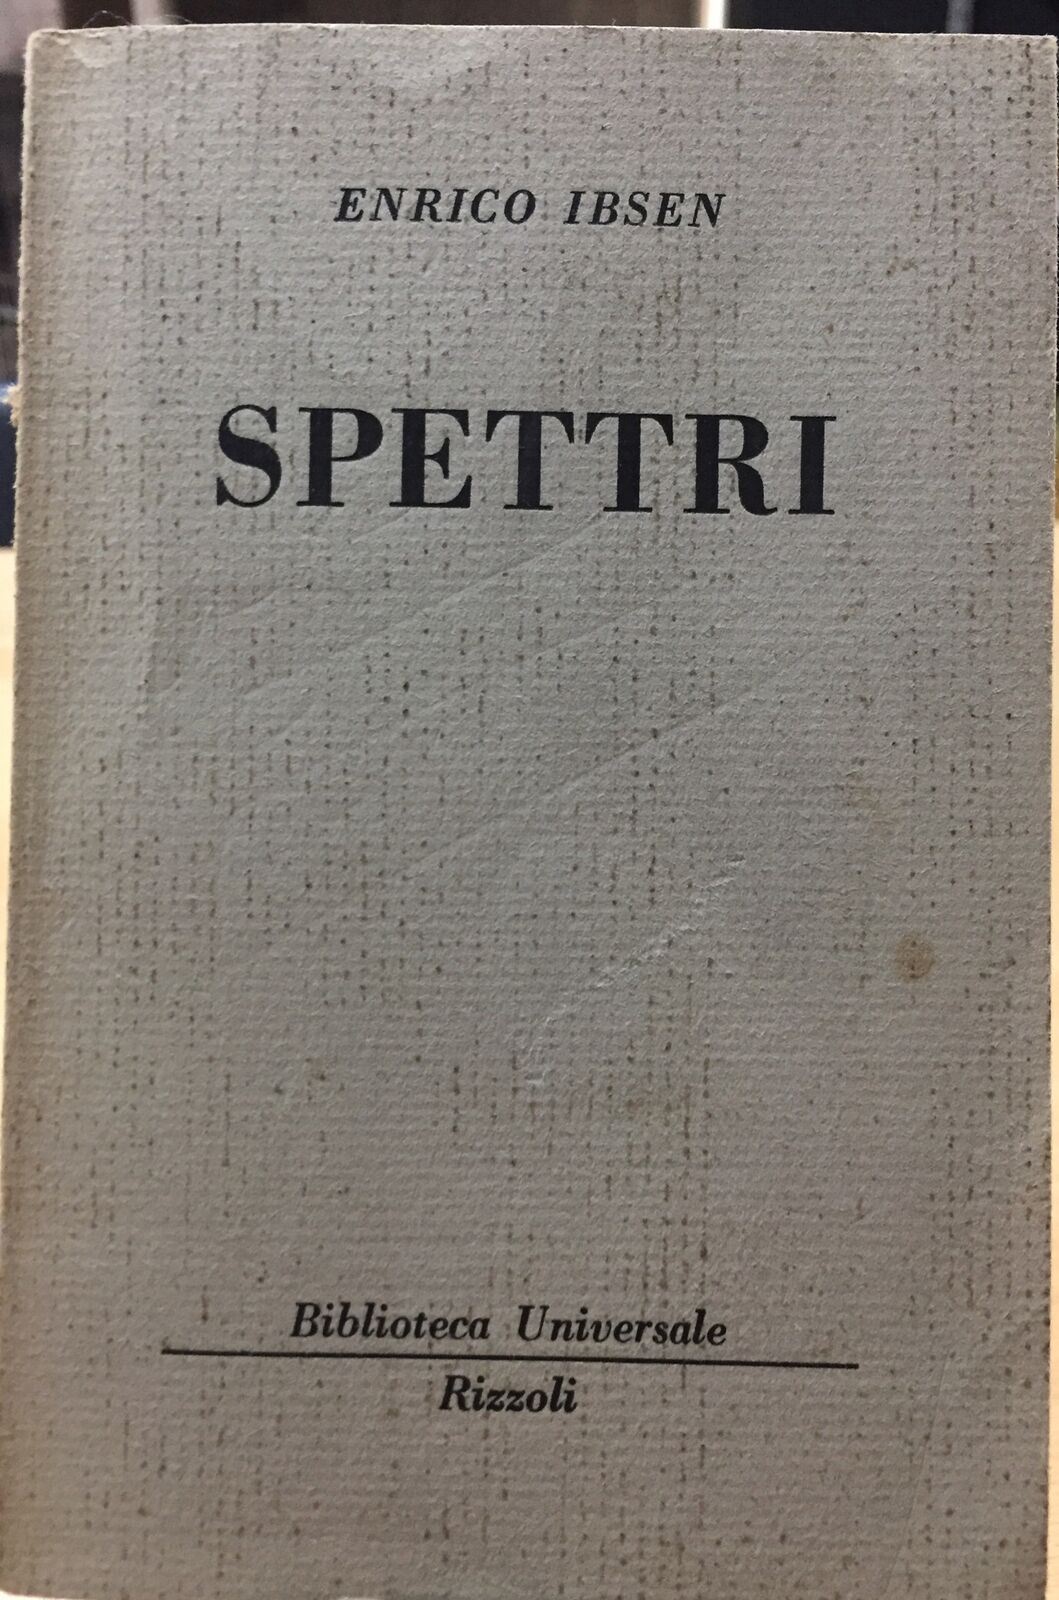 ENRICO IBSEN
SPETTRI
Biblioteca Universale
Rizzoli